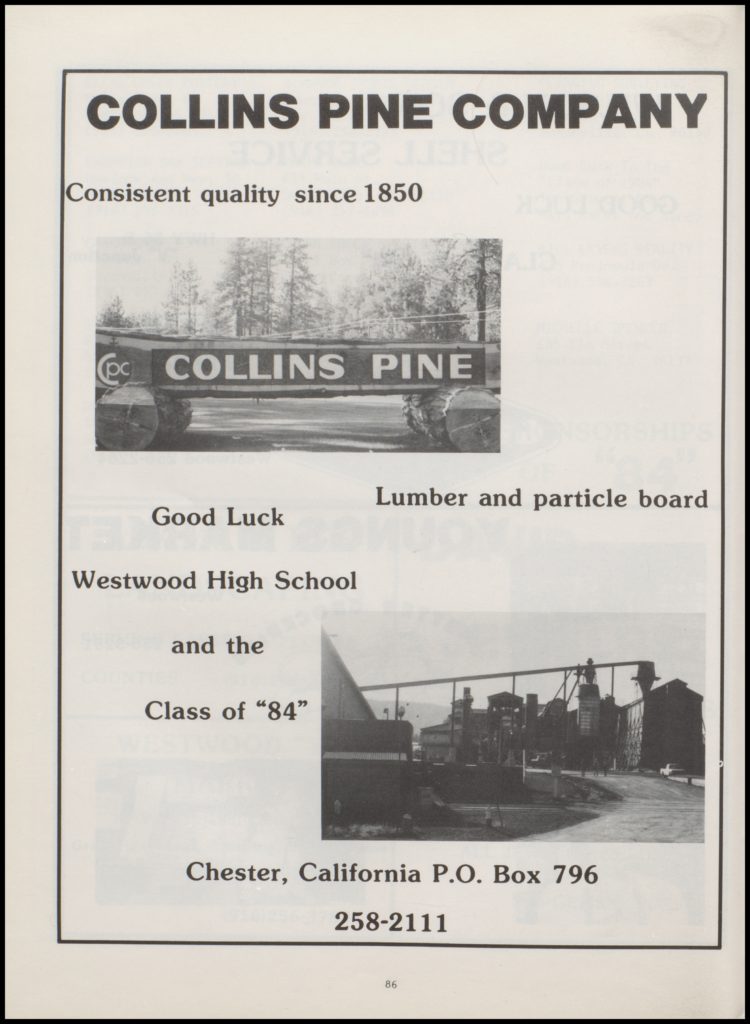 COLLINS PINE COMPANY
Consistent quality since 1850
cpc COLLINS PINE
Lumber and particle board
Good Luck
Westwood High School
and the
Class of “84”
Chester, California P.O. Box 796
258-2111
86